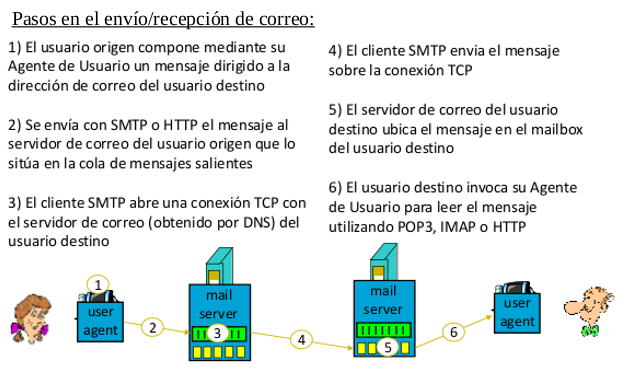 Pasos en el envío/recepción de correo:
1) El usuario origen compone mediante su
Agente de Usuario un mensaje dirigido a la
dirección de correo del usuario destino
2) Se envía con SMTP o HTTP el mensaje al
servidor de correo del usuario origen que lo
sitúa en la cola de mensajes salientes
3) El cliente SMTP abre una conexión TCP con
el servidor de correo (obtenido por DNS) del
usuario destino
4) El cliente SMTP envia el mensaje
sobre la conexión TCP
5) El servidor de correo del usuario
destino ubica el mensaje en el mailbox
del usuario destino
6) El usuario destino invoca su Agente
de Usuario para leer el mensaje
utilizando POP3, IMAP o HTTP
1
user
agent
2
mail
server
3
4
mail
server
5
6
user
agent